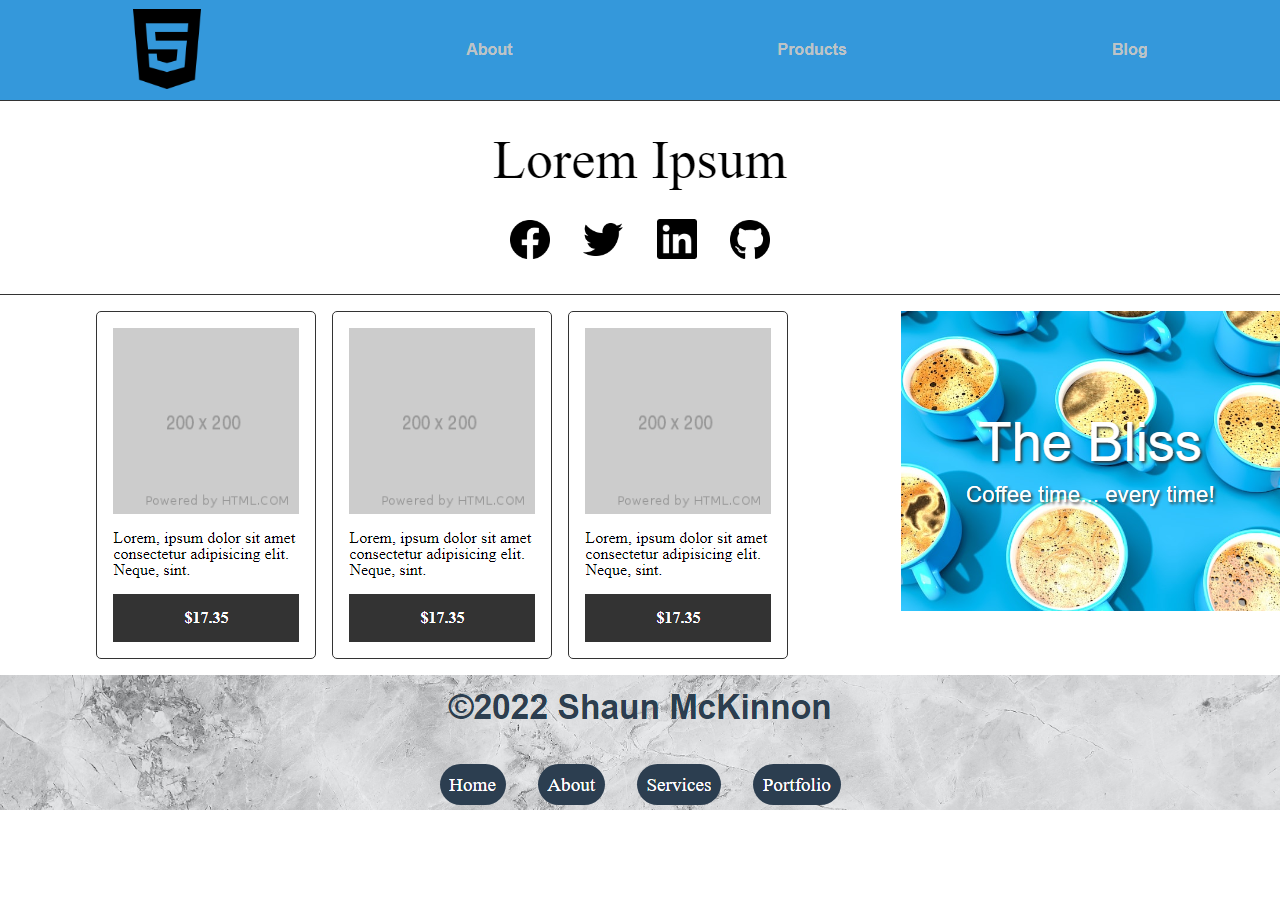 About
Products
Blog
Lorem Ipsum
200 x 200
Powered by HTML.COM
Lorem, ipsum dolor sit amet
consectetur adipisicing elit.
Neque, sint.
$17.35
200 x 200
Powered by HTML.COM
Lorem, ipsum dolor sit amet
consectetur adipisicing elit.
Neque, sint.
$17.35
200 x 200
Powered by HTML.COM
Lorem, ipsum dolor sit amet
consectetur adipisicing elit.
Neque, sint.
$17.35
The Bliss
Coffee time... every time!
©2022 Shaun McKinnon
Home
About
Services
Portfolio